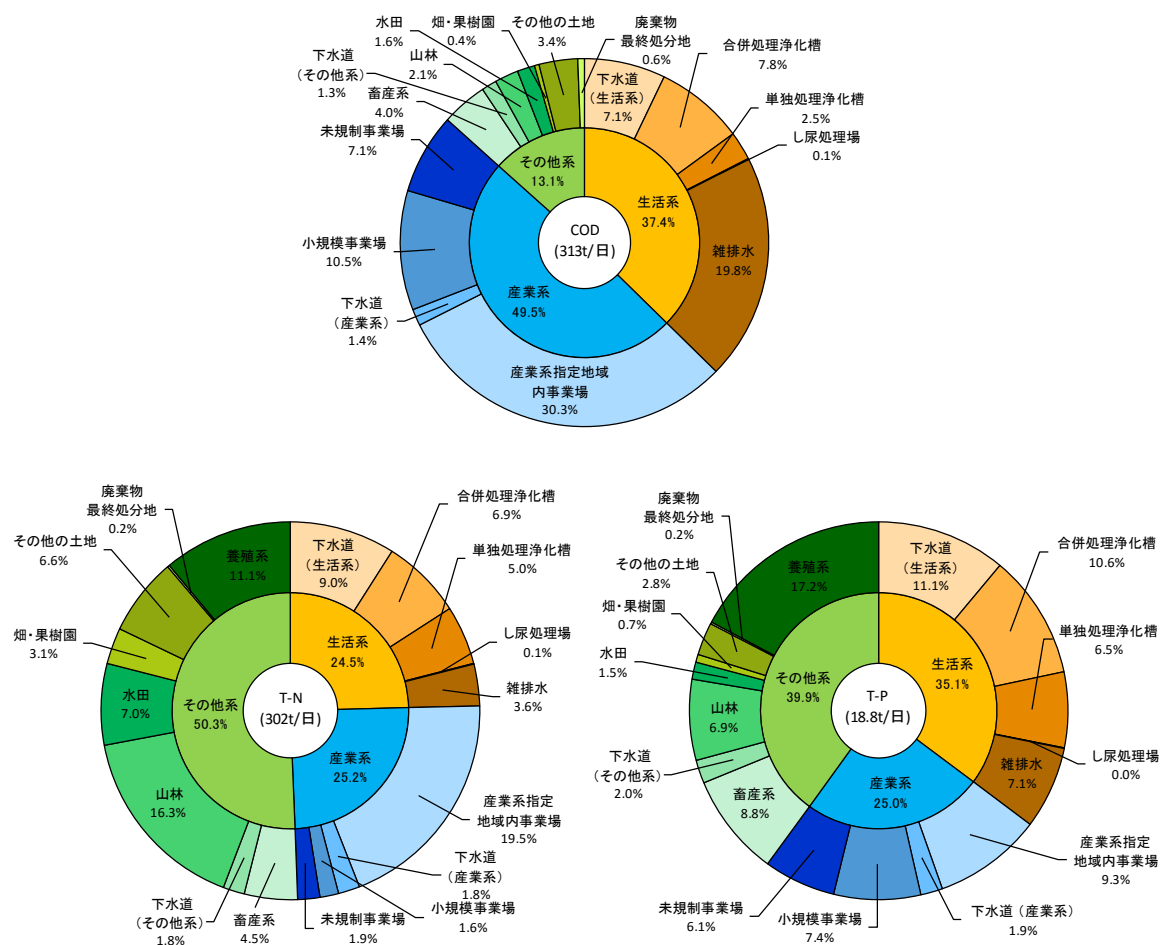 水田
1.6%
畑・果樹園
0.4%
その他の土地
3.4%
廃棄物
最終処分地
0.6%
合併処理浄化槽
7.8%
下水道
(その他系)
1.3%
山林
2.1%
下水道
(生活系)
7.1%
単独処理浄化槽
2.5%
畜産系
4.0%
未規制事業場
7.1%
し尿処理場
0.1%
その他系
13.1%
生活系
37.4%
COD
(313t/日)
小規模事業場
10.5%
雑排水
19.8%
産業系
49.5%
下水道
(産業系)
1.4%
産業系指定地域
内事業場
30.3%
廃棄物
最終処分地
0.2%
合併処理浄化槽
6.9%
その他の土地
6.6%
養殖系
11.1%
下水道
(生活系)
9.0%
単独処理浄化槽
5.0%
畑・果樹園
3.1%
生活系
24.5%
し尿処理場
0.1%
水田
7.0%
その他系
50.3%
T-N
(302t/日)
雑排水
3.6%
産業系
25.2%
山林
16.3%
産業系指定
地域内事業場
19.5%
下水道
(産業系)
1.8%
下水道
(その他系)
1.8%
畜産系
4.5%
未規制事業場
1.9%
小規模事業場
1.6%
廃棄物
最終処分地
0.2%
養殖系
17.2%
下水道
(生活系)
11.1%
合併処理浄化槽
10.6%
その他の土地
2.8%
畑・果樹園
0.7%
単独処理浄化槽
6.5%
水田
1.5%
その他系
39.9%
生活系
35.1%
T-P
(18.8t/日)
山林
6.9%
し尿処理場
0.0%
雑排水
7.1%
下水道
(その他系)
2.0%
産業系
25.0%
畜産系
8.8%
産業系指定
地域内事業場
9.3%
未規制事業場
6.1%
小規模事業場
7.4%
下水道(産業系)
1.9%